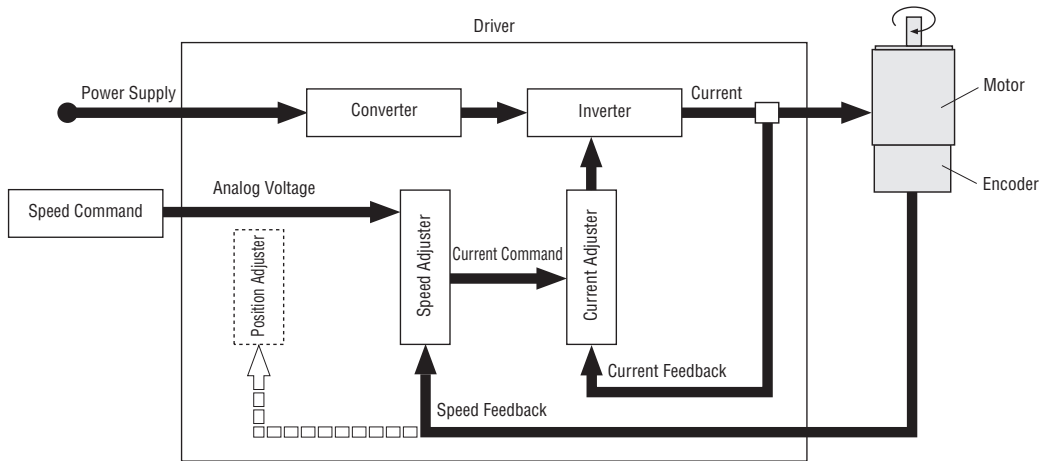 Driver
Power Supply
Converter
Inverter
Current
Motor
Encoder
Speed Command
Analog Voltage
Position Adjuster
Speed Adjuster
Current Command
Current Adjuster
Current Feedback
Speed Feedback